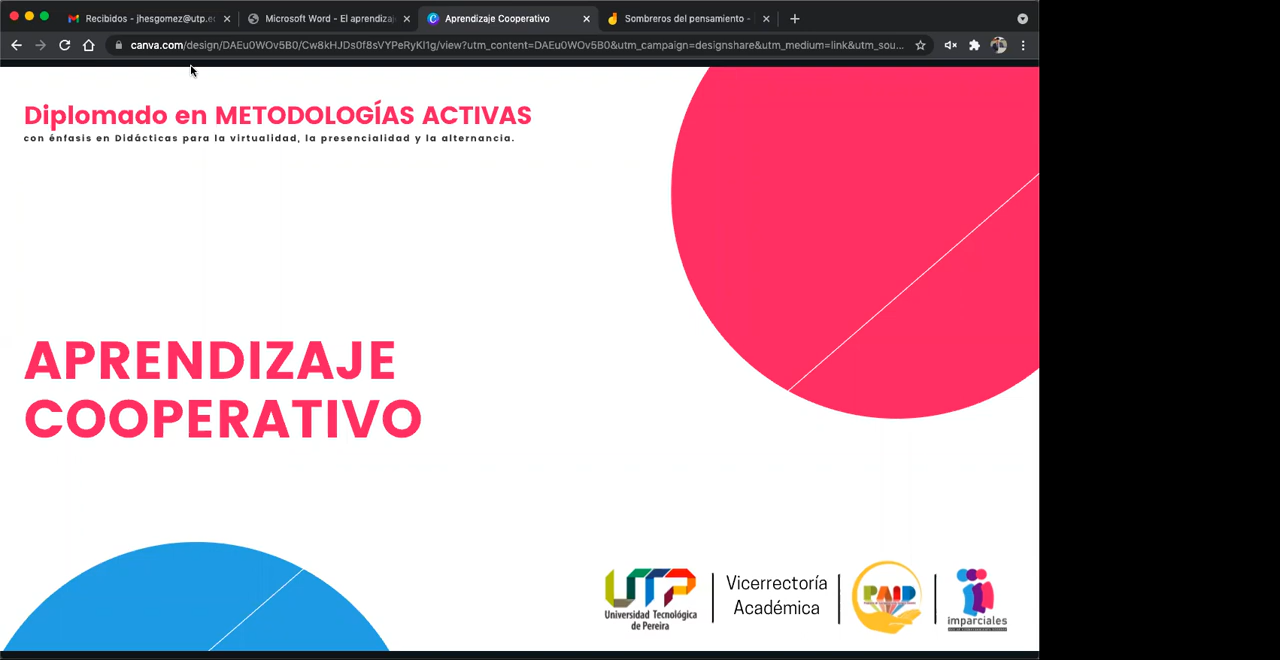 Recibidos - jhesgomez@utp.e
Microsoft Word - El aprendiza
Aprendizaje Cooperativo
Sombreros del pensamiento -
canva.com/design/DAEu0WOv5B0/Cw8kHJDs0f8sVYPeRyKl1g/view?utm_content=DAEu0WOv5B0&utm_campaign=designshare&utm_medium=link&utm_sou...
Diplomado en METODOLOGÍAS ACTIVAS
con énfasis en Didácticas para la virtualidad, la presencialidad y la alternancia.
APRENDIZAJE
COOPERATIVO
UTP
Universidad Tecnológica
de Pereira
Vicerrectoría
Académica
PAID
imparciales